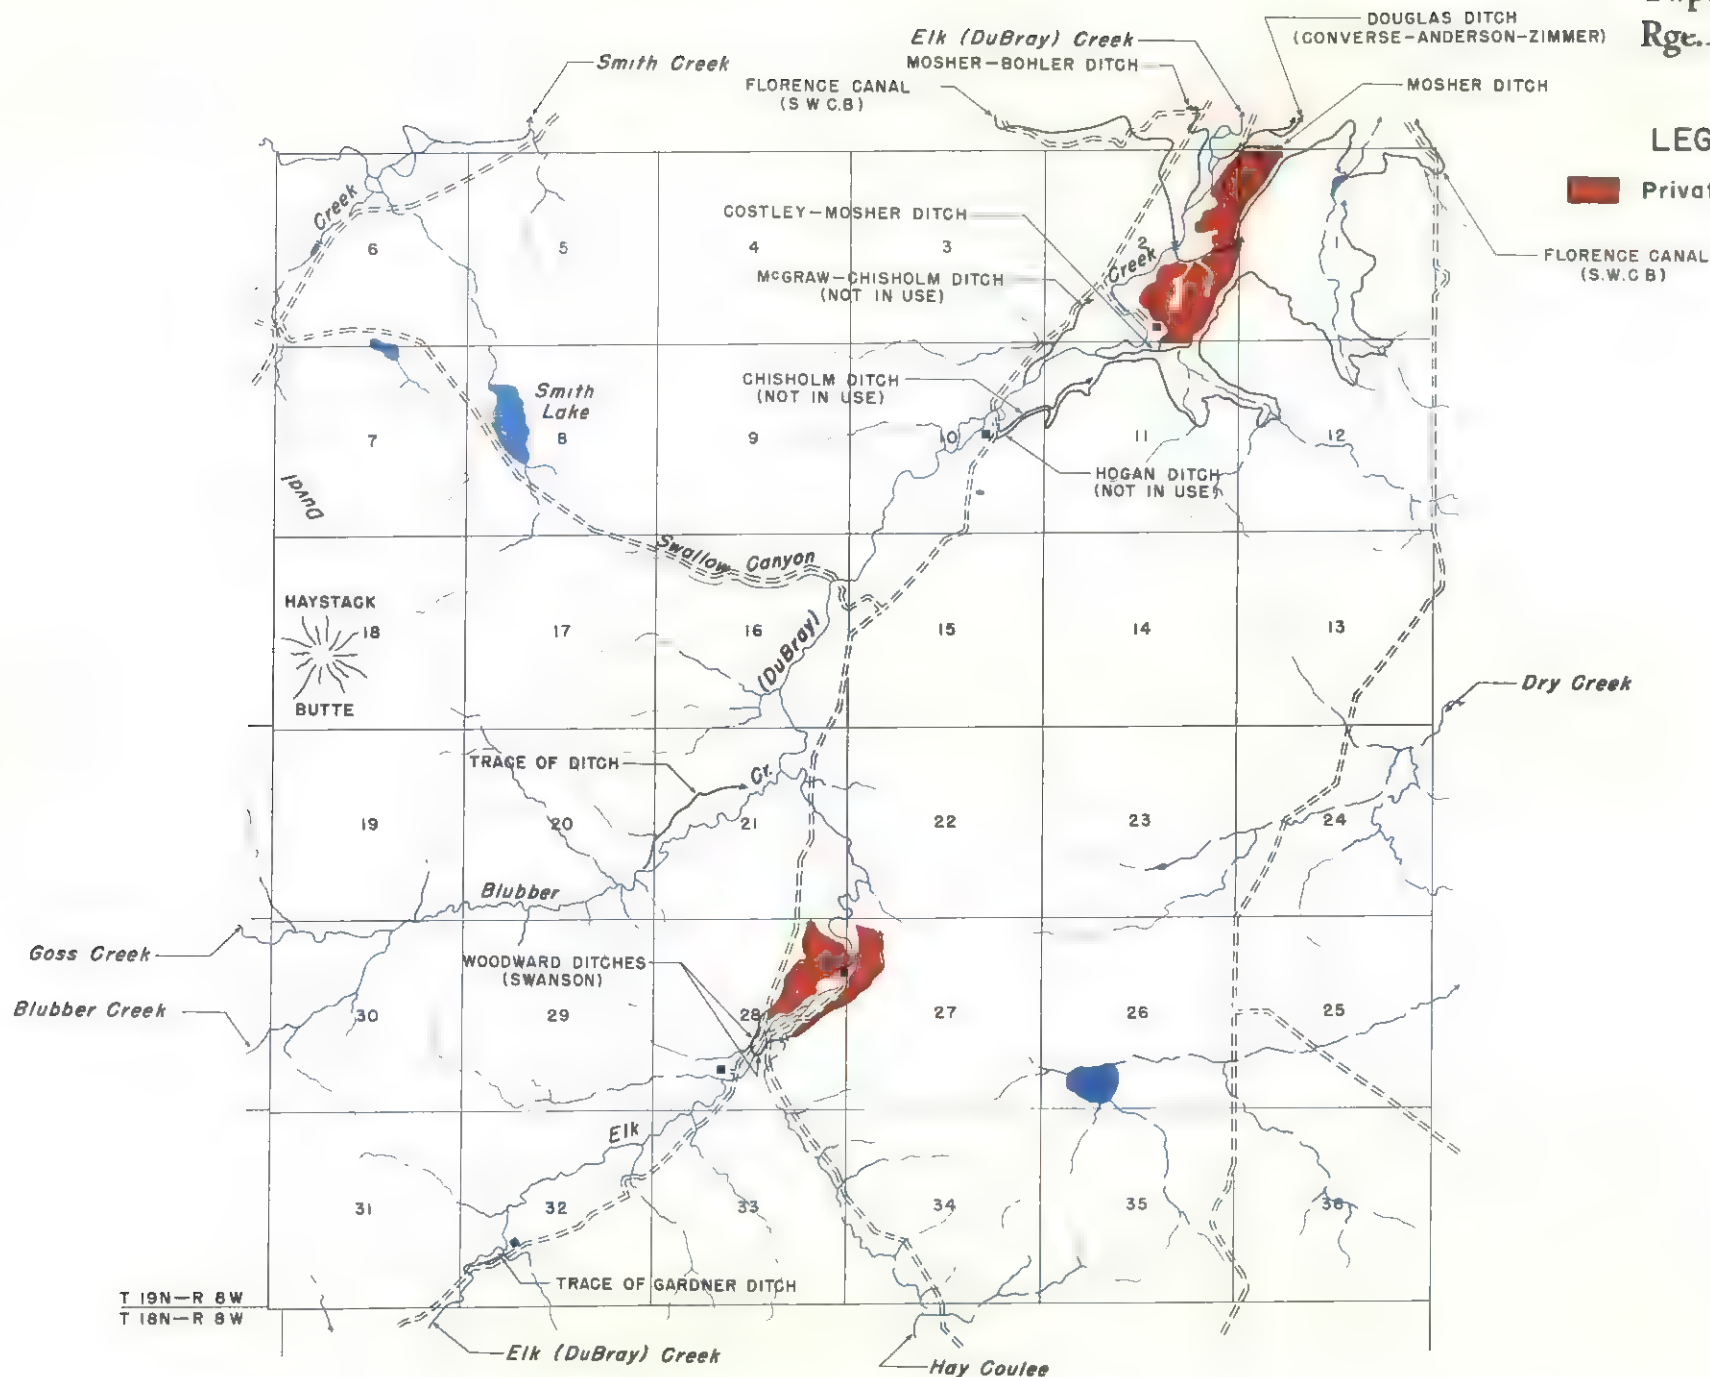 DOUGLAS DITCH
(CONVERSE-ANDERSON-ZIMMER)
Rge.
Elk (DuBray) Creek
MOSHER-BOHLER DITCH
Smith Creek
FLORENCE CANAL
(S.W.C.B)
MOSHER DITCH
LEG
Privat
Creek
COSTLEY-MOSHER DITCH
6
5
4
3
2
1
Creek
FLORENCE CANAL
(S.W.C.B)
McGRAW-CHISHOLM DITCH
(NOT IN USE)
CHISHOLM DITCH
(NOT IN USE)
Smith
Lake
7
8
9
10
11
12
HOGAN DITCH
(NOT IN USE)
Duval
Swallow Canyon
HAYSTACK
18
17
16
15
14
13
BUTTE
(DuBray)
Dry Creek
TRACE OF DITCH
Cr.
19
20
21
22
23
24
Blubber
Goss Creek
WOODWARD DITCHES
(SWANSON)
Blubber Creek
30
29
28
27
26
25
Elk
31
32
33
34
35
36
TRACE OF GARDNER DITCH
T 19N-R 8W
T 18N-R 8W
Elk (DuBray) Creek
Hay Coulee